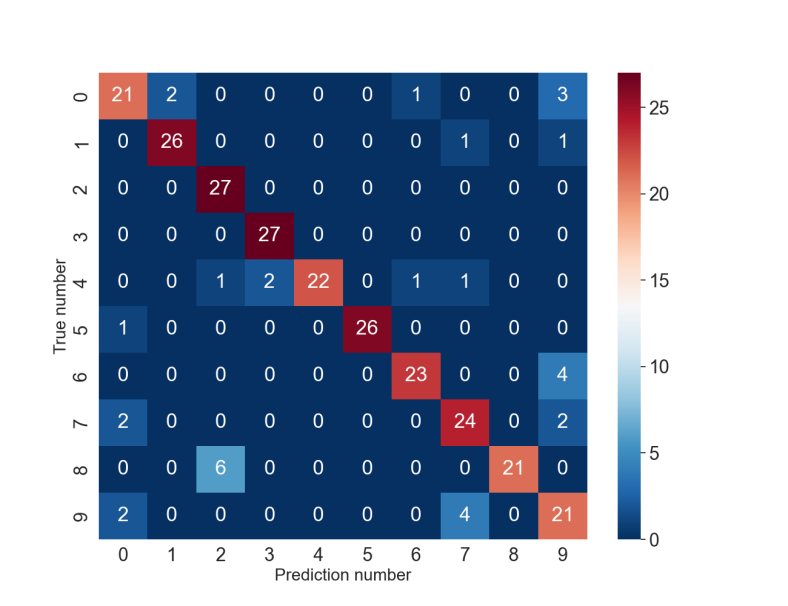 0 21 2 0 0 0 0 1 0 0 3
1 0 26 0 0 0 0 0 1 0 1
2 0 0 27 0 0 0 0 0 0 0
3 0 0 0 27 0 0 0 0 0 0
4 0 0 1 2 22 0 1 1 0 0
5 1 0 0 0 0 26 0 0 0 0
6 0 0 0 0 0 0 23 0 0 4
7 2 0 0 0 0 0 0 24 0 2
8 0 0 6 0 0 0 0 0 21 0
9 2 0 0 0 0 0 0 4 0 21
0 1 2 3 4 5 6 7 8 9
Prediction number
True number
25
20
15
10
5
0